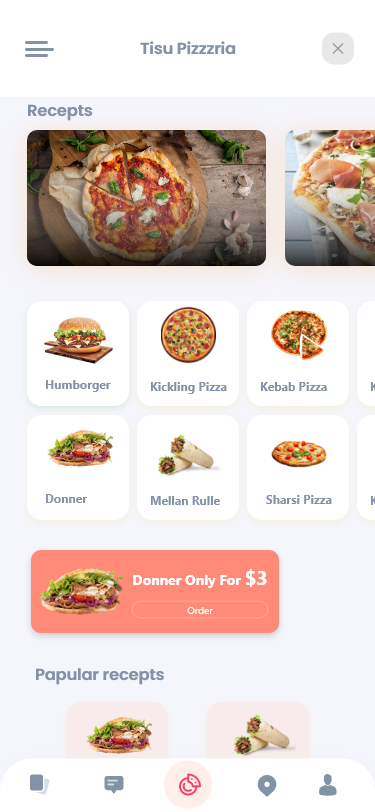 Tisu Pizzzria
Recepts
Humborger
Kickling Pizza
Kebab Pizza
K
Donner
Mellan Rulle
Sharsi Pizza
K
Donner Only For $3
Order
Papular recepts